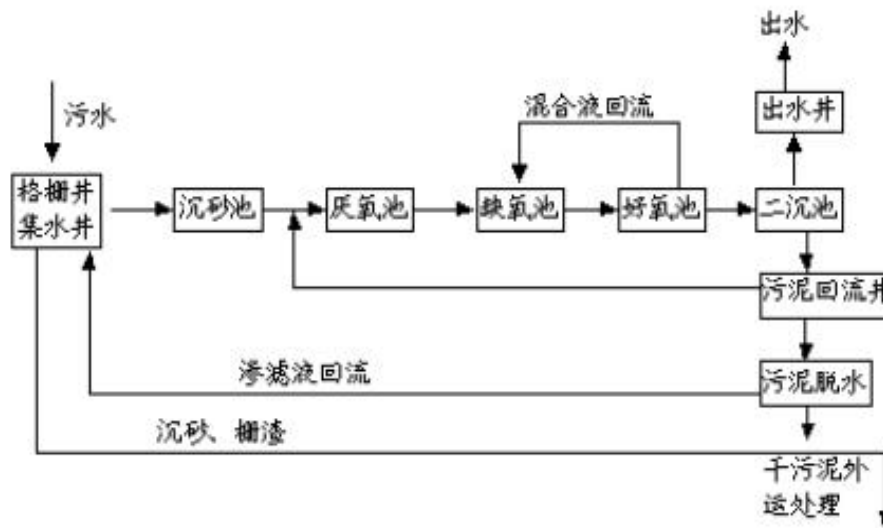 出水
污水
混合液回流
出水井
格栅井
集水井
沉砂池
厌氧池
缺氧池
好氧池
二沉池
污泥回流井
渗滤液回流
污泥脱水
沉砂、栅渣
干污泥外
运处理